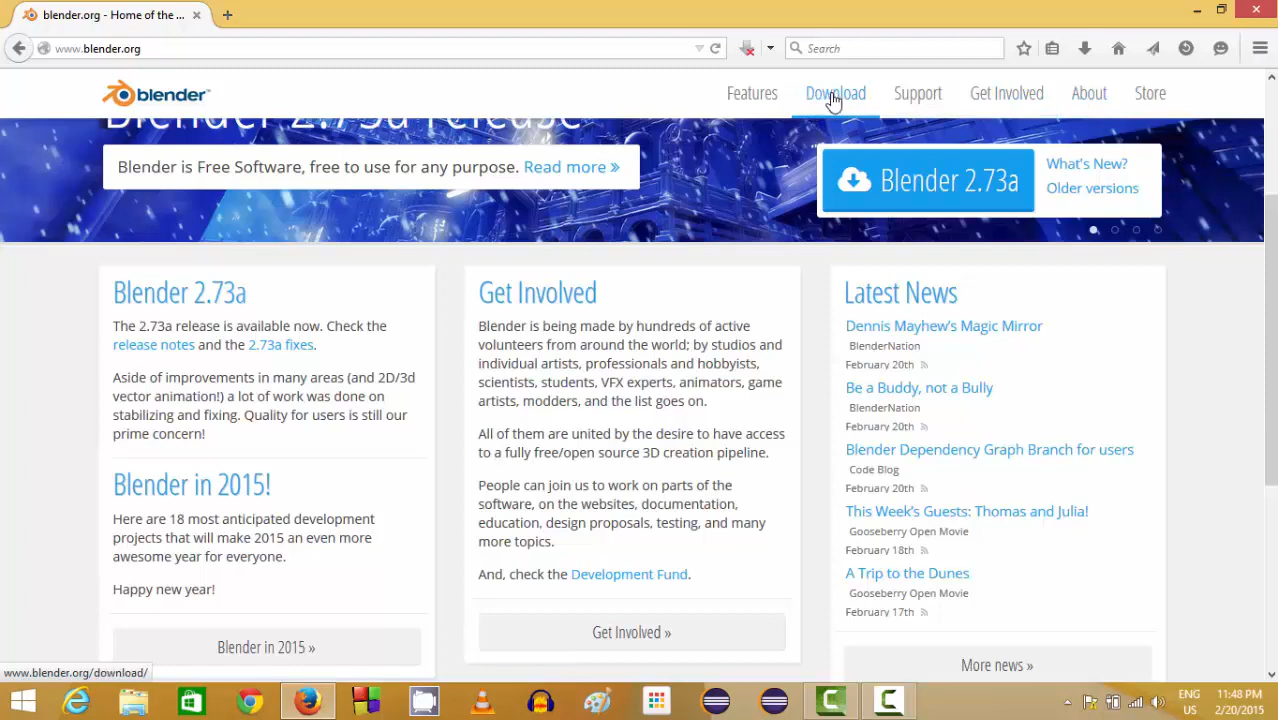 blender.org - Home of the ...
www.blender.org
Search
blender™
Features
Download
Support
Get Involved
About
Store
Blender 2.73a release
Blender is Free Software, free to use for any purpose. Read more »
Blender 2.73a
What's New?
Older versions
Blender 2.73a
The 2.73a release is available now. Check the
release notes and the 2.73a fixes.
Aside of improvements in many areas (and 2D/3d
vector animation!) a lot of work was done on
stabilizing and fixing. Quality for users is still our
prime concern!
Blender in 2015!
Here are 18 most anticipated development
projects that will make 2015 an even more
awesome year for everyone.
Happy new year!
Blender in 2015 »
Get Involved
Blender is being made by hundreds of active
volunteers from around the world; by studios and
individual artists, professionals and hobbyists,
scientists, students, VFX experts, animators, game
artists, modders, and the list goes on.
All of them are united by the desire to have access
to a fully free/open source 3D creation pipeline.
People can join us to work on parts of the
software, on the websites, documentation,
education, design proposals, testing, and many
more topics.
And, check the Development Fund.
Get Involved »
Latest News
Dennis Mayhew's Magic Mirror
BlenderNation
February 20th
Be a Buddy, not a Bully
BlenderNation
February 20th
Blender Dependency Graph Branch for users
Code Blog
February 20th
This Week's Guests: Thomas and Julia!
Gooseberry Open Movie
February 18th
A Trip to the Dunes
Gooseberry Open Movie
February 17th
More news »
www.blender.org/download/
ENG
US
11:48 PM
2/20/2015